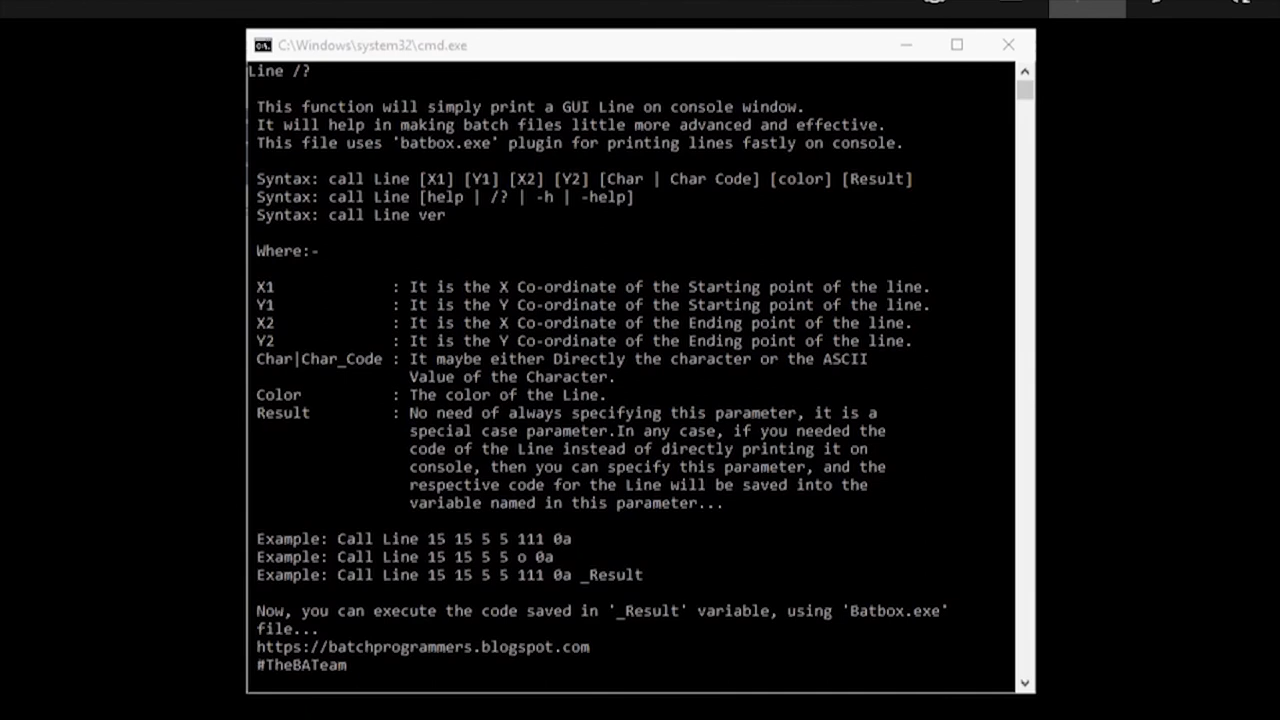 C:\Windows\system32\cmd.exe
Line /?
This function will simply print a GUI Line on console window.
It will help in making batch files little more advanced and effective.
This file uses 'batbox.exe' plugin for printing lines fastly on console.
Syntax: call Line [X1] [Y1] [X2] [Y2] [Char | Char Code] [color] [Result]
Syntax: call Line [help | /? | -h | -help]
Syntax: call Line ver
Where:-
X1 : It is the X Co-ordinate of the Starting point of the line.
Y1 : It is the Y Co-ordinate of the Starting point of the line.
X2 : It is the X Co-ordinate of the Ending point of the line.
Y2 : It is the Y Co-ordinate of the Ending point of the line.
Char|Char_Code : It maybe either Directly the character or the ASCII
Value of the Character.
Color : The color of the Line.
Result : No need of always specifying this parameter, it is a
special case parameter.In any case, if you needed the
code of the Line instead of directly printing it on
console, then you can specify this parameter, and the
respective code for the Line will be saved into the
variable named in this parameter...
Example: Call Line 15 15 5 5 111 0a
Example: Call Line 15 15 5 5 o 0a
Example: Call Line 15 15 5 5 111 0a _Result
Now, you can execute the code saved in '_Result' variable, using 'Batbox.exe'
file...
https://batchprogrammers.blogspot.com
#TheBATeam